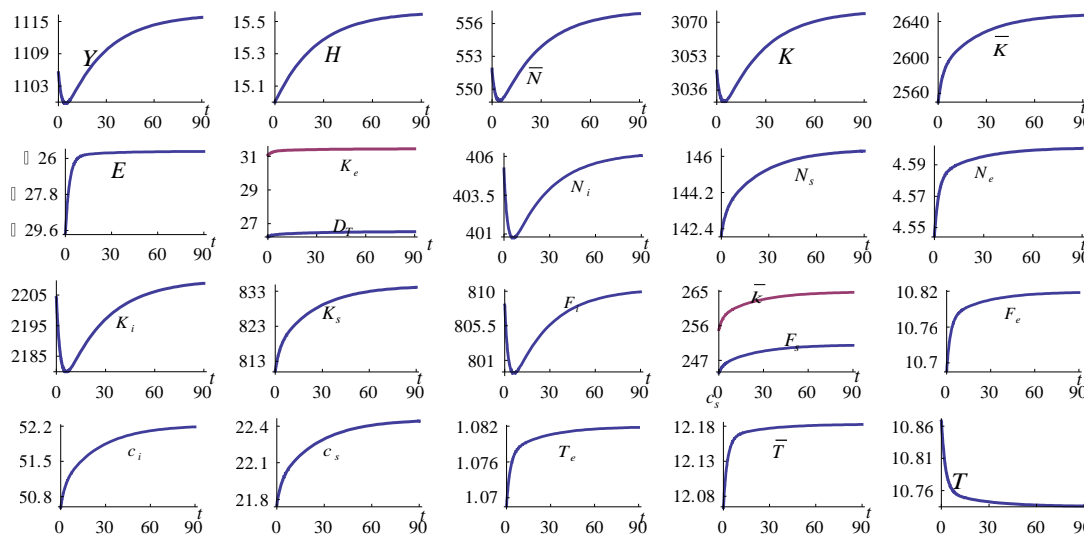 1115
1109
1103
Y
0 30 60 90
15.5
15.3
15.1
H
0 30 60 90
556
553
550
N̅
0 30 60 90
3070
3055
3036
K
0 30 60 90
t
2640
2600
2560
K̅
0 30 60 90
t
26
27.8
29.6
E
0 30 60 90
t
31
29
27
K_e
D_T
0 30 60 90
t
406
403.5
401
N_i
0 30 60 90
t
146
144.2
142.4
N_s
0 30 60 90
t
4.59
4.57
4.55
N_e
0 30 60 90
t
2205
2195
2185
K_i
0 30 60 90
t
833
823
813
K_s
0 30 60 90
t
810
805.5
801
F_i
0 30 60 90
t
265
256
247
k̅
F_s
0 30 60 90
t
c_s
10.82
10.76
10.7
F_e
0 30 60 90
t
52.2
51.5
50.8
c_i
0 30 60 90
t
22.4
22.1
21.8
c_s
0 30 60 90
t
1.082
1.076
1.07
T_e
0 30 60 90
t
12.18
12.13
12.08
T̅
0 30 60 90
t
10.86
10.81
10.76
T
0 30 60 90
t